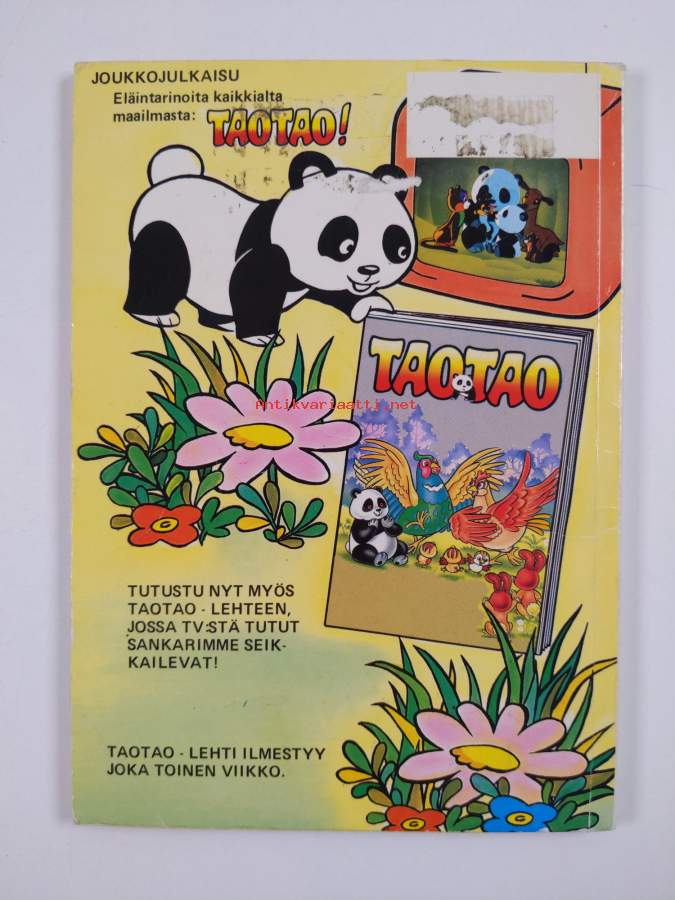 JOUKKOJULKAISU
Eläintarinoita kaikkialta
maailmasta: TAOTAO!
TAOTAO
antikvariaatti.net
TUTUSTU NYT MYÖS
TAOTAO - LEHTEEN,
JOSSA TV:STÄ TUTUT
SANKARIMME SEIK-
KAILEVAT!
TAOTAO - LEHTI ILMESTYY
JOKA TOINEN VIIKKO.